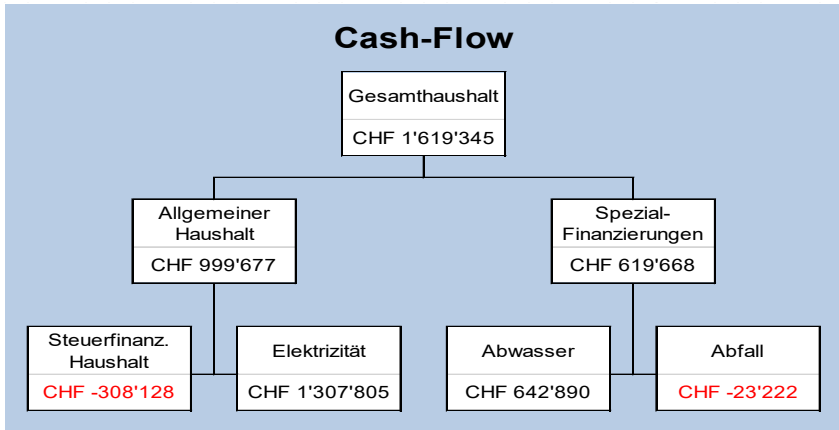 Cash-Flow
Gesamthaushalt
CHF 1'619'345
Allgemeiner
Haushalt
CHF 999'677
Spezial-
Finanzierungen
CHF 619'668
Steuerfinanz.
Haushalt
CHF -308'128
Elektrizität
CHF 1'307'805
Abwasser
CHF 642'890
Abfall
CHF -23'222